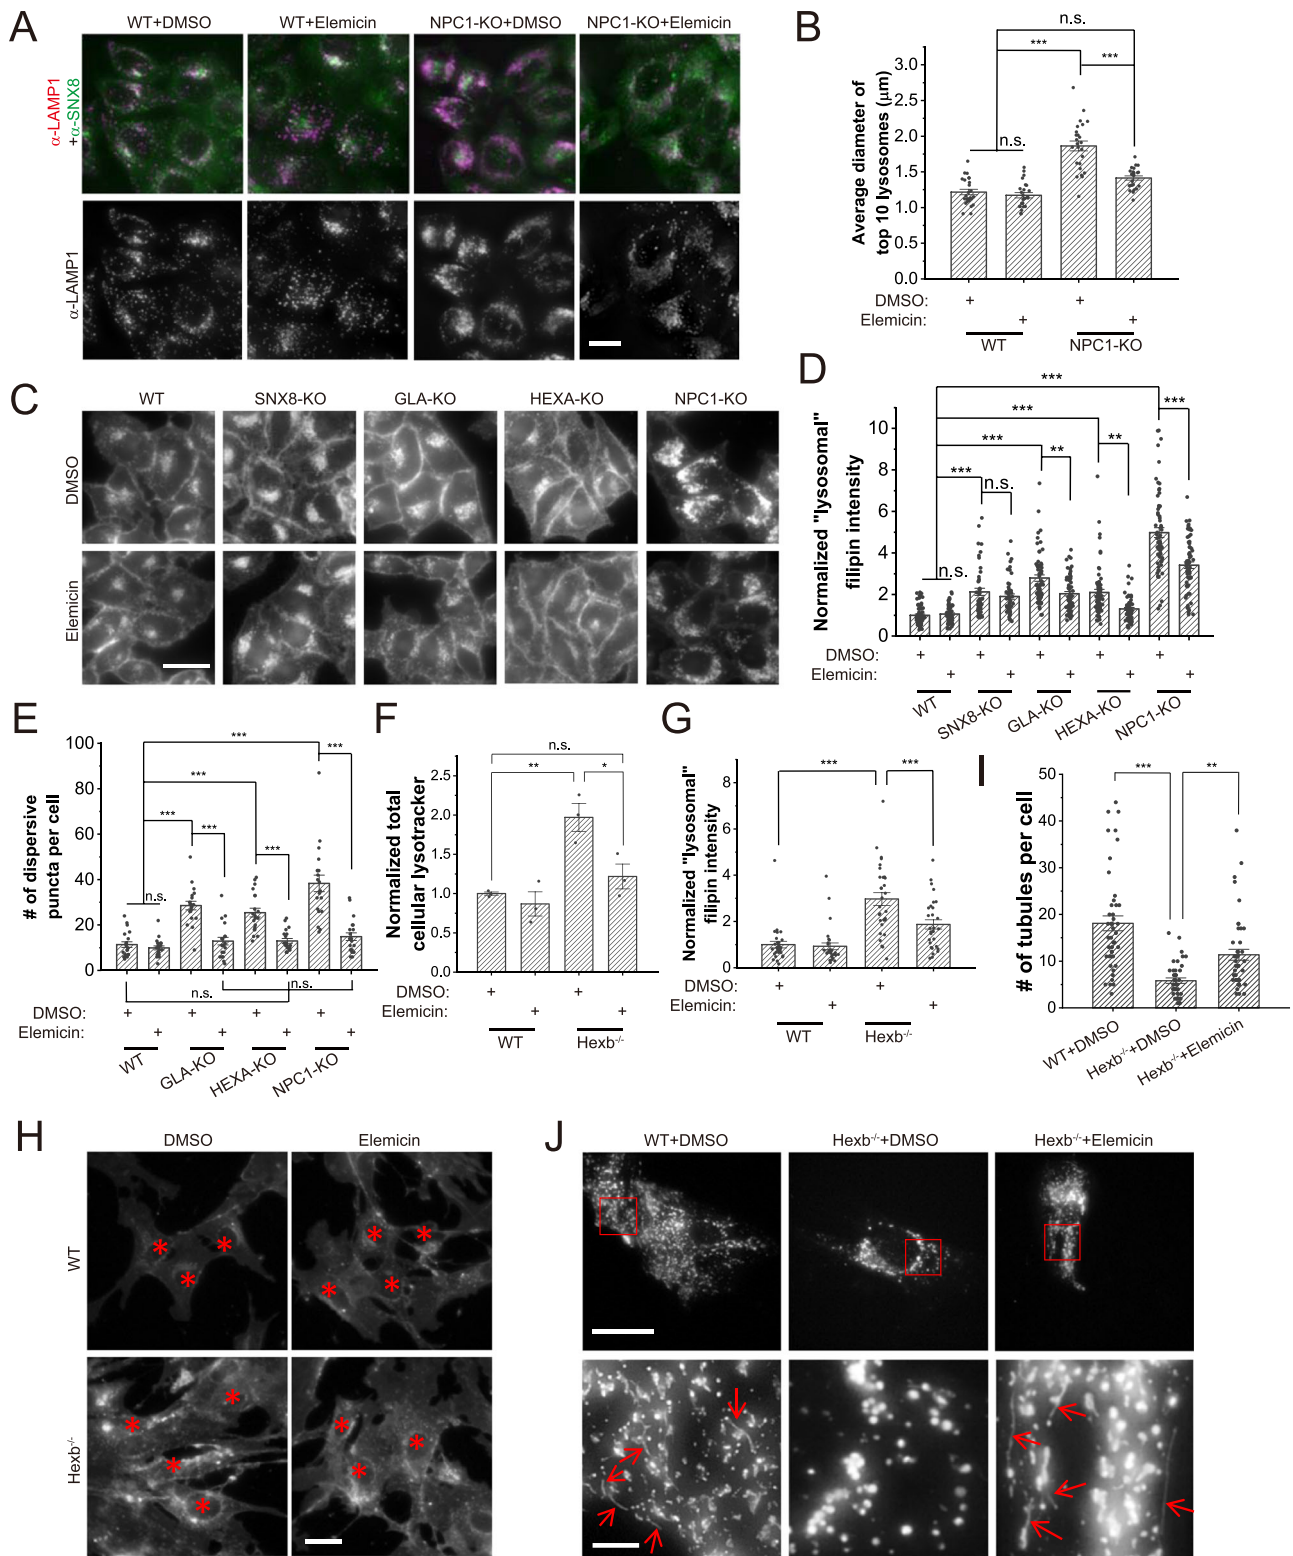 A
WT+DMSO
WT+Elemicin
NPC1-KO+DMSO
NPC1-KO+Elemicin
α-LAMP1
+α-SNX8
α-LAMP1
B
n.s.
***
***
n.s.
Average diameter of
top 10 lysosomes (μm)
3.0
2.5
2.0
1.5
1.0
0.5
0.0
DMSO: + +
Elemicin: + +
WT
NPC1-KO
C
WT
SNX8-KO
GLA-KO
HEXA-KO
NPC1-KO
DMSO
Elemicin
D
***
***
***
***
**
**
***
n.s.
n.s.
Normalized "lysosomal"
filipin intensity
10
8
6
4
2
0
DMSO: + + + + +
Elemicin: + + + + +
WT
SNX8-KO
GLA-KO
HEXA-KO
NPC1-KO
E
***
***
***
***
***
***
n.s.
# of dispersive
puncta per cell
100
80
60
40
20
0
n.s.
n.s.
DMSO: + + + +
Elemicin: + + + +
WT
GLA-KO
HEXA-KO
NPC1-KO
F
n.s.
**
*
Normalized total
cellular lysotracker
2.5
2.0
1.5
1.0
0.5
0.0
DMSO: + +
Elemicin: + +
WT
Hexb-/-
G
***
***
Normalized "lysosomal"
filipin intensity
8
6
4
2
0
DMSO: + +
Elemicin: + +
WT
Hexb-/-
I
***
**
# of tubules per cell
50
40
30
20
10
0
WT+DMSO
Hexb-/-+DMSO
Hexb-/-+Elemicin
H
DMSO
Elemicin
WT
Hexb-/-
* * *
* * * *
* * * *
* * * *
J
WT+DMSO
Hexb-/-+DMSO
Hexb-/-+Elemicin